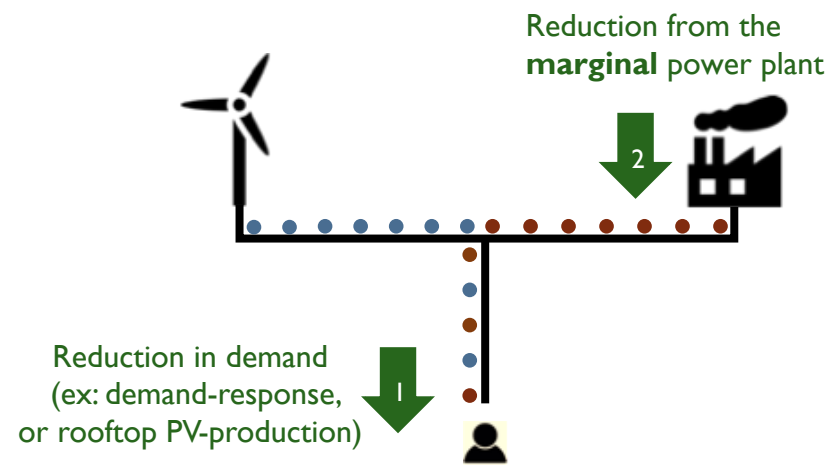 Reduction from the
marginal power plant
2
Reduction in demand
(ex: demand-response,
or rooftop PV-production)
1